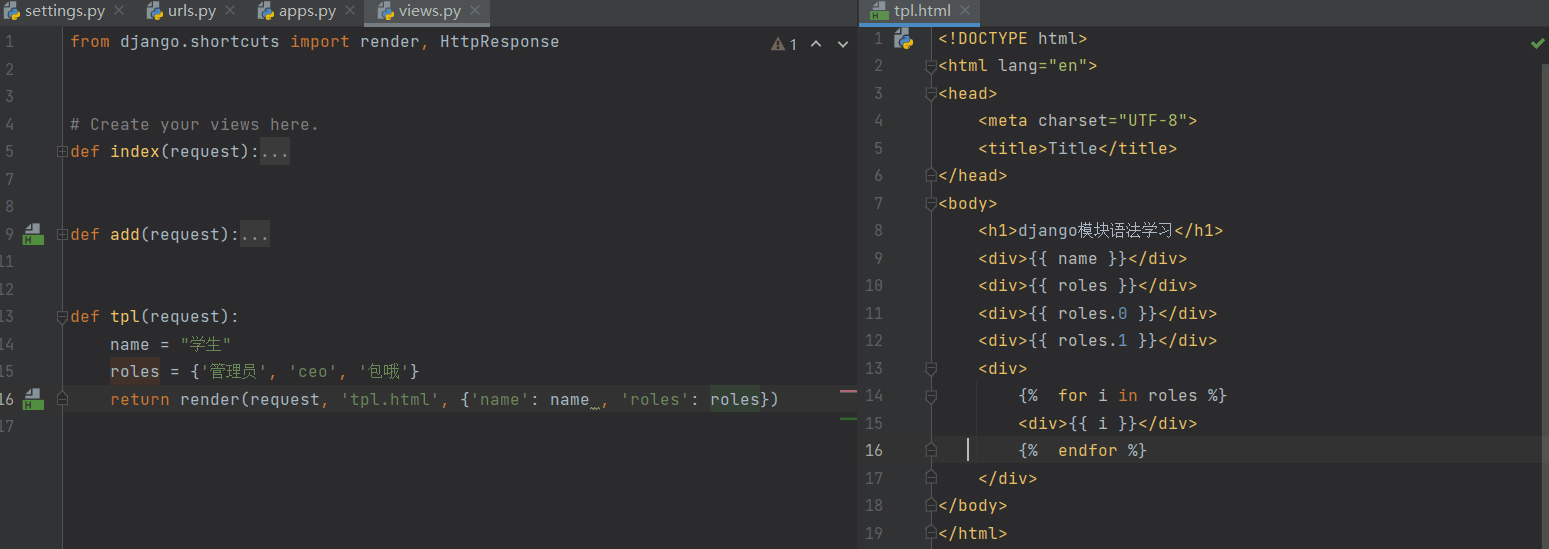 settings.py urls.py apps.py views.py
1 from django.shortcuts import render, HttpResponse 1
2
3
4 # Create your views here.
5 def index(request):...
7
8
9 def add(request):...
11
12
13 def tpl(request):
14 name = "学生"
15 roles = {'管理员', 'ceo', '包哦'}
16 return render(request, 'tpl.html', {'name': name , 'roles': roles})
17
tpl.html
1 <!DOCTYPE html>
2 <html lang="en">
3 <head>
4 <meta charset="UTF-8">
5 <title>Title</title>
6 </head>
7 <body>
8 <h1>django模块语法学习</h1>
9 <div>{{ name }}</div>
10 <div>{{ roles }}</div>
11 <div>{{ roles.0 }}</div>
12 <div>{{ roles.1 }}</div>
13 <div>
14 {%  for i in roles %}
15 <div>{{ i }}</div>
16 {%  endfor %}
17 </div>
18 </body>
19 </html>